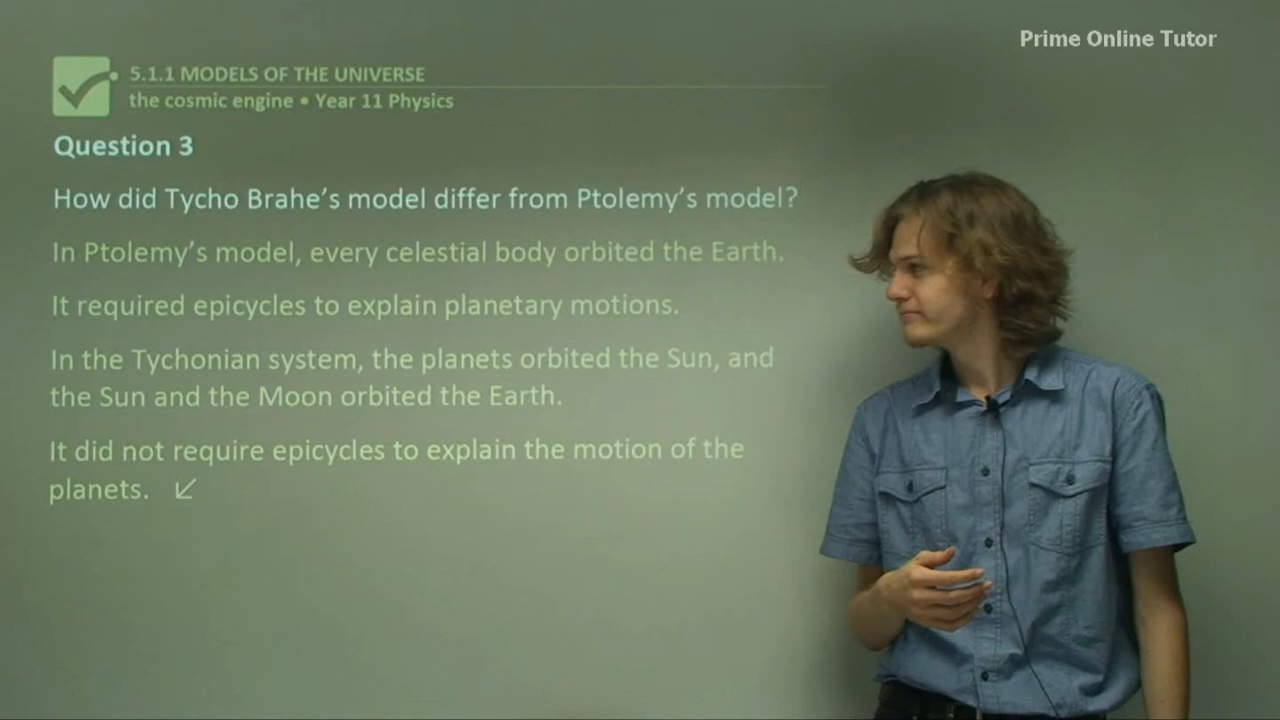 Prime Online Tutor
5.1.1 MODELS OF THE UNIVERSE
the cosmic engine • Year 11 Physics
Question 3
How did Tycho Brahe’s model differ from Ptolemy’s model?
In Ptolemy’s model, every celestial body orbited the Earth.
It required epicycles to explain planetary motions.
In the Tychonian system, the planets orbited the Sun, and
the Sun and the Moon orbited the Earth.
It did not require epicycles to explain the motion of the
planets. ↙